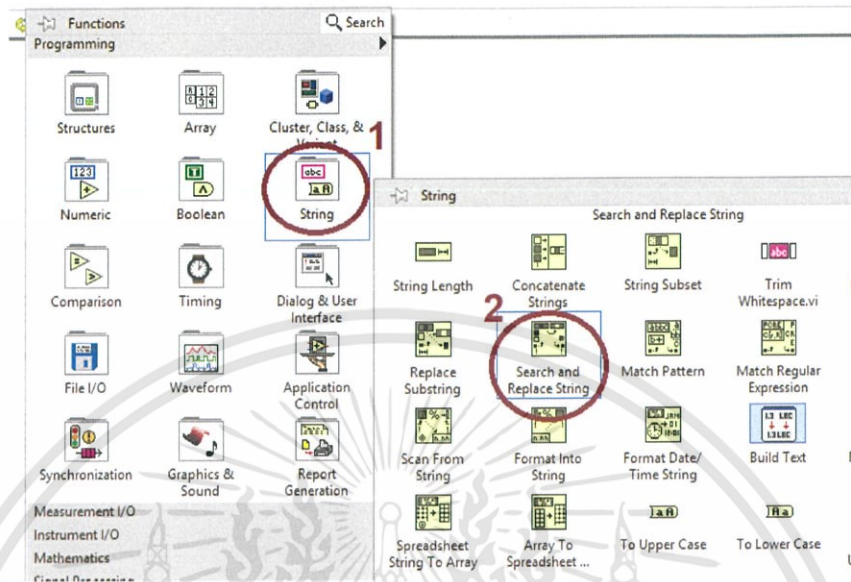 Functions
Search
Programming
Structures
Array
Cluster, Class, &
Variant
1
Numeric
Boolean
String
Comparison
Timing
Dialog & User
Interface
File I/O
Waveform
Application
Control
Synchronization
Graphics &
Sound
Report
Generation
Measurement I/O
Instrument I/O
Mathematics
Signal Processing
String
Search and Replace String
String Length
Concatenate
Strings
String Subset
Trim
Whitespace.vi
2
Replace
Substring
Search and
Replace String
Match Pattern
Match Regular
Expression
Scan From
String
Format Into
String
Format Date/
Time String
Build Text
Spreadsheet
String To Array
Array To
Spreadsheet ...
To Upper Case
To Lower Case